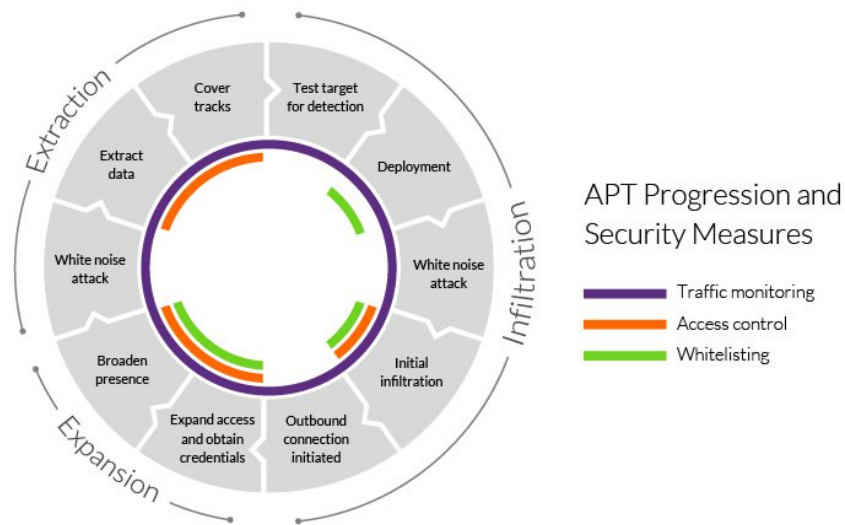 Cover
tracks
Test target
for detection
Extract
data
Deployment
White noise
attack
White noise
attack
Broaden
presence
Initial
infiltration
Expand access
and obtain
credentials
Outbound
connection
initiated
Extraction
Infiltration
Expansion
APT Progression and
Security Measures
Traffic monitoring
Access control
Whitelisting